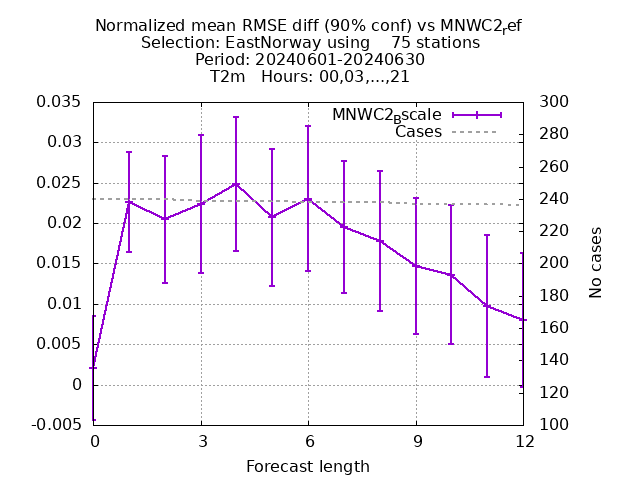 Normalized mean RMSE diff (90% conf) vs MNWC2ref
Selection: EastNorway using    75 stations
Period: 20240601-20240630
T2m   Hours: 00,03,...,21
MNWC2Bscale
Cases
0.035
0.03
0.025
0.02
0.015
0.01
0.005
0
-0.005
300
280
260
240
220
200
180
160
140
120
100
No cases
0 3 6 9 12
Forecast length